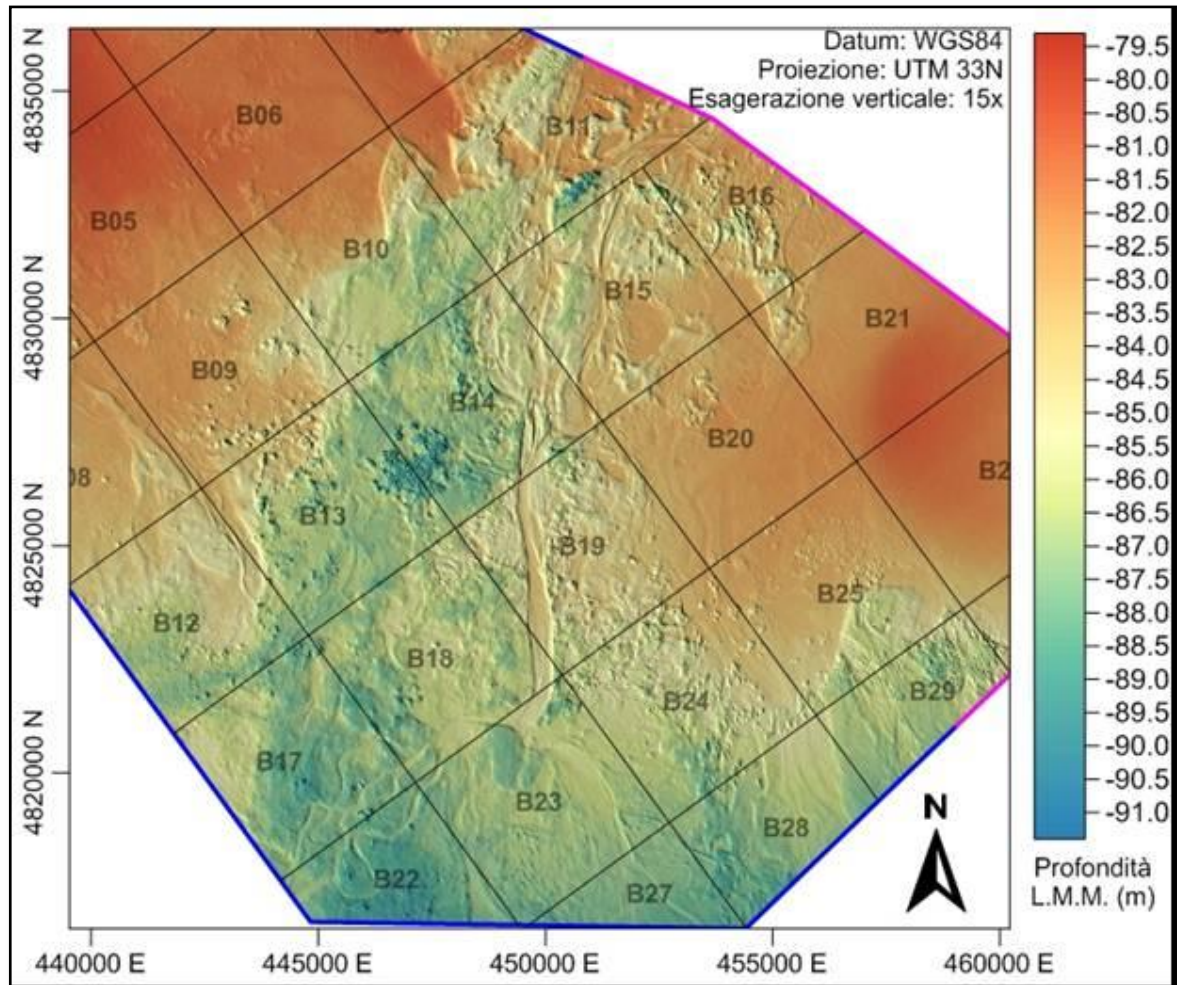 Datum: WGS84
Proiezione: UTM 33N
Esagerazione verticale: 15x
4835000 N
4830000 N
4825000 N
4820000 N
B06
B11
B05
B16
B10
B15
B21
B09
B14
B20
B13
B19
B12
B25
B18
B29
B24
B17
B23
B28
B22
B27
N
440000 E
445000 E
450000 E
455000 E
460000 E
-79.5
-80.0
-80.5
-81.0
-81.5
-82.0
-82.5
-83.0
-83.5
-84.0
-84.5
-85.0
-85.5
-86.0
-86.5
-87.0
-87.5
-88.0
-88.5
-89.0
-89.5
-90.0
-90.5
-91.0
Profondità
L.M.M. (m)